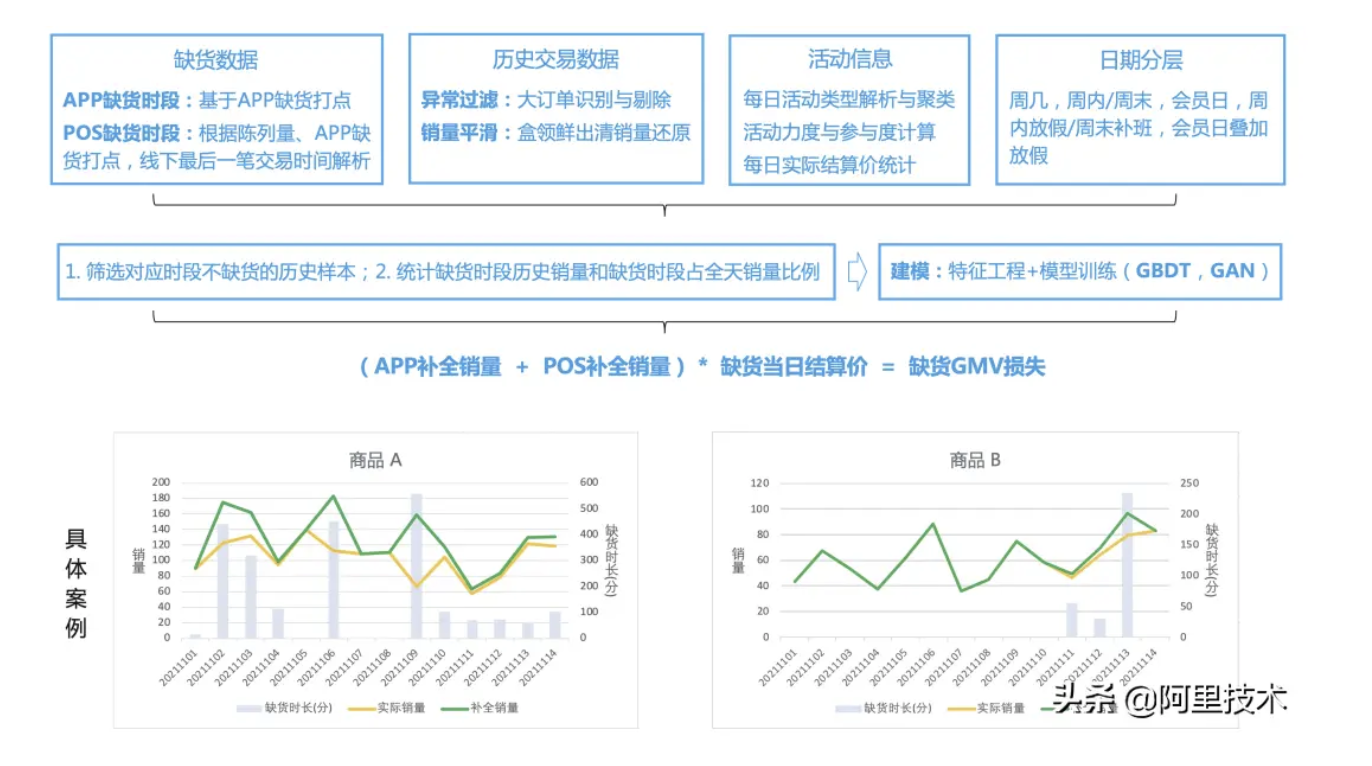 缺货数据
APP缺货时段：基于APP缺货打点
POS缺货时段：根据陈列量、APP缺
货打点，线下最后一笔交易时间解析
历史交易数据
异常过滤：大订单识别与剔除
销量平滑：盒领鲜出清销量还原
活动信息
每日活动类型解析与聚类
活动力度与参与度计算
每日实际结算价统计
日期分层
周几，周内/周末，会员日，周
内放假/周末补班，会员日叠加
放假
1. 筛选对应时段不缺货的历史样本；2. 统计缺货时段历史销量和缺货时段占全天销量比例
建模：特征工程+模型训练（GBDT，GAN）
（APP补全销量 + POS补全销量）* 缺货当日结算价 = 缺货GMV损失
具体案例
商品 A
销量
200
180
160
140
120
100
80
60
40
20
0
600
500
400
300
200
100
0
缺货时长(分)
20211101
20211102
20211103
20211104
20211105
20211106
20211107
20211108
20211109
20211110
20211111
20211112
20211113
20211114
缺货时长(分) 实际销量 补全销量
商品 B
销量
120
100
80
60
40
20
0
250
200
150
100
50
0
缺货时长(分)
20211101
20211102
20211103
20211104
20211105
20211106
20211107
20211108
20211109
20211110
20211111
20211112
20211113
20211114
缺货时长(分) 实际销量
头条 @阿里技术